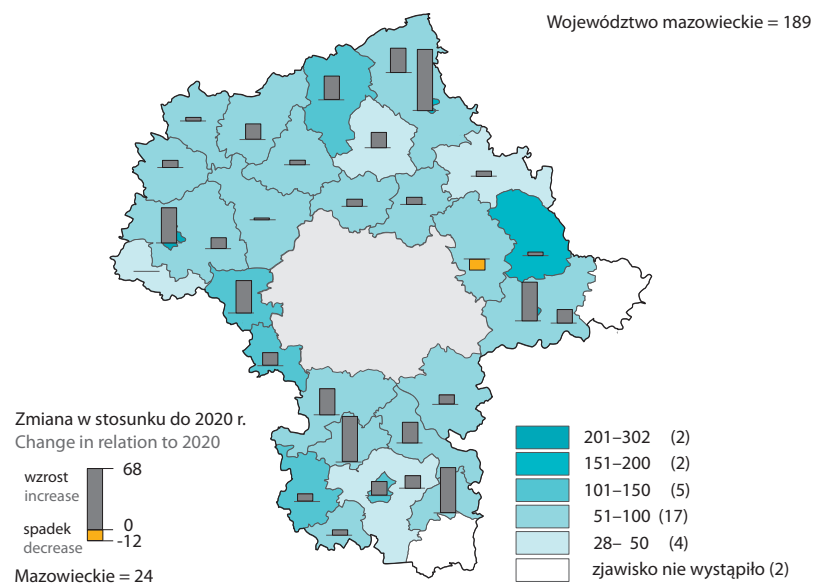 Województwo mazowieckie = 189
Zmiana w stosunku do 2020 r.
Change in relation to 2020
wzrost
increase
68
0
spadek
decrease
-12
Mazowieckie = 24
201–302 (2)
151–200 (2)
101–150 (5)
51–100 (17)
28– 50 (4)
zjawisko nie wystąpiło (2)